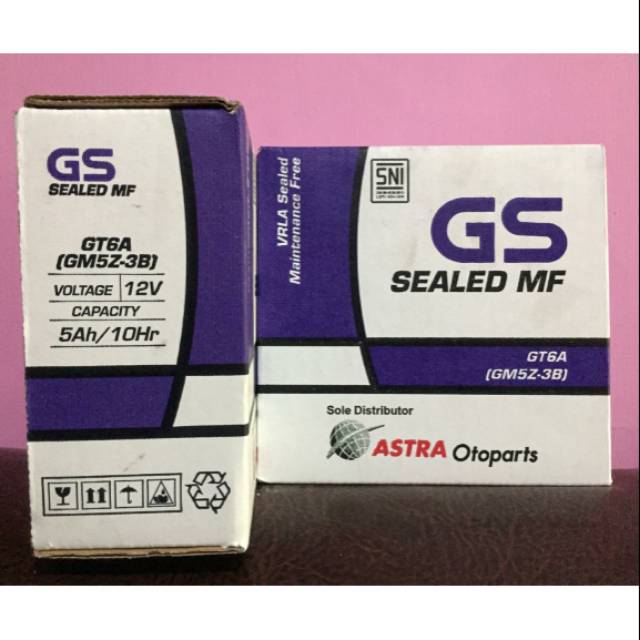 GS
SEALED MF
GT6A
(GM5Z-3B)
VOLTAGE 12V
CAPACITY
5Ah/10Hr
VRLA Sealed
Maintenance Free
SNI
GS
SEALED MF
GT6A
(GM5Z-3B)
Sole Distributor
ASTRA Otoparts